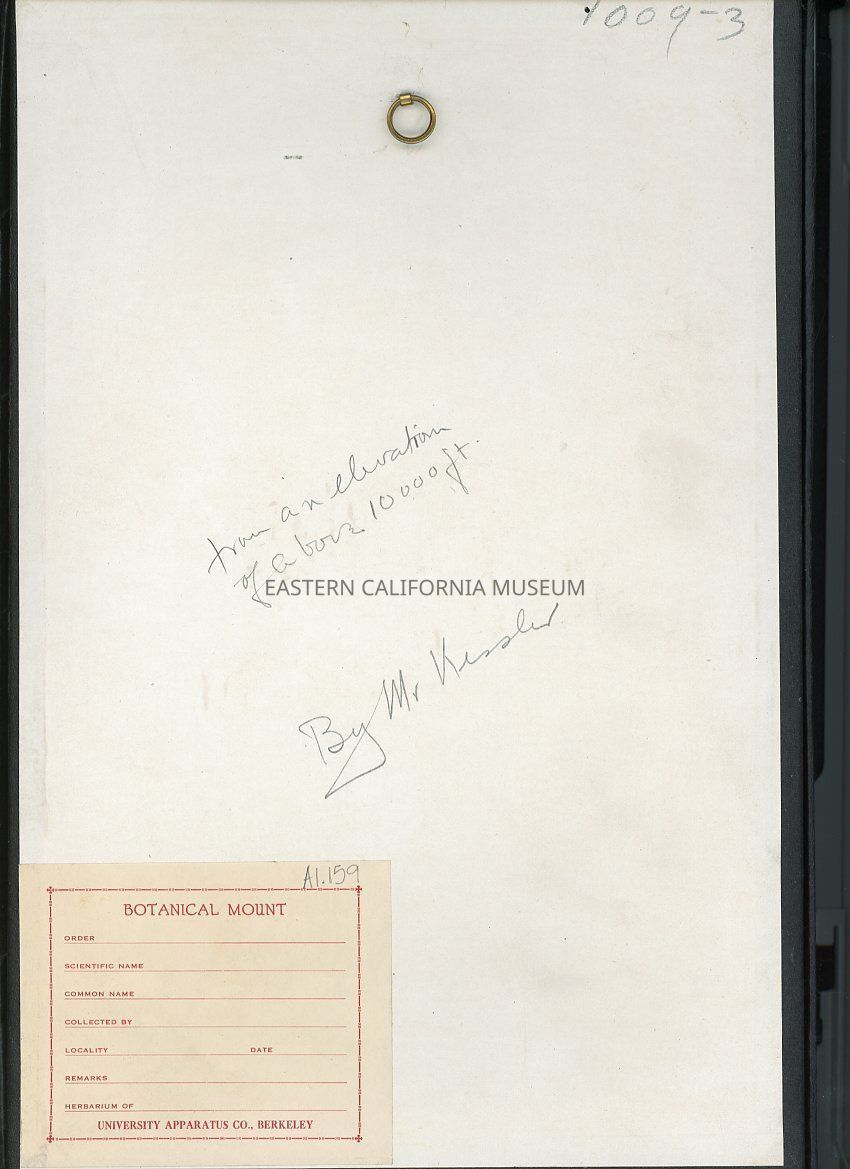 1009-3
from an elevation
of above 10000 ft.
EASTERN CALIFORNIA MUSEUM
By Mr Kessler
A1.159
BOTANICAL MOUNT
ORDER
SCIENTIFIC NAME
COMMON NAME
COLLECTED BY
LOCALITY DATE
REMARKS
HERBARIUM OF
UNIVERSITY APPARATUS CO., BERKELEY